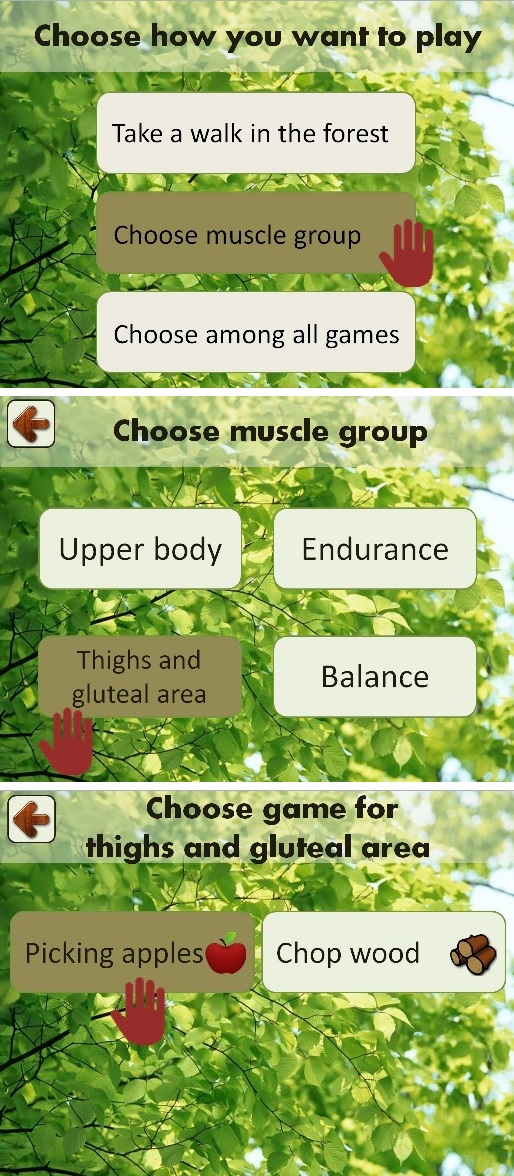 Choose how you want to play
Take a walk in the forest
Choose muscle group
Choose among all games
Choose muscle group
Upper body
Endurance
Thighs and
gluteal area
Balance
Choose game for
thighs and gluteal area
Picking apples
Chop wood